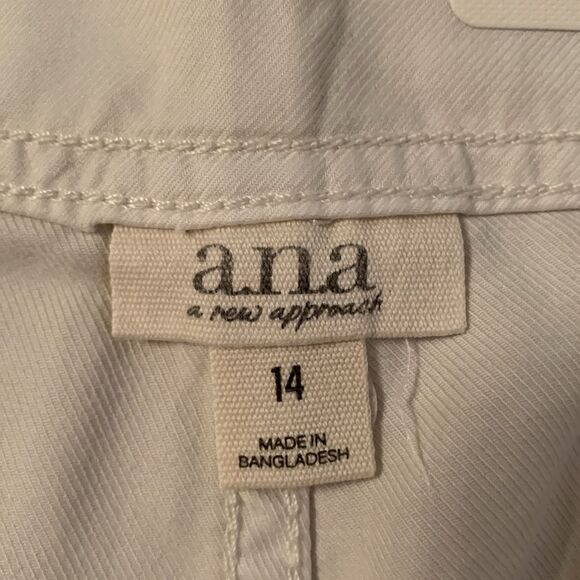 a.n.a
a new approach
14
MADE IN
BANGLADESH